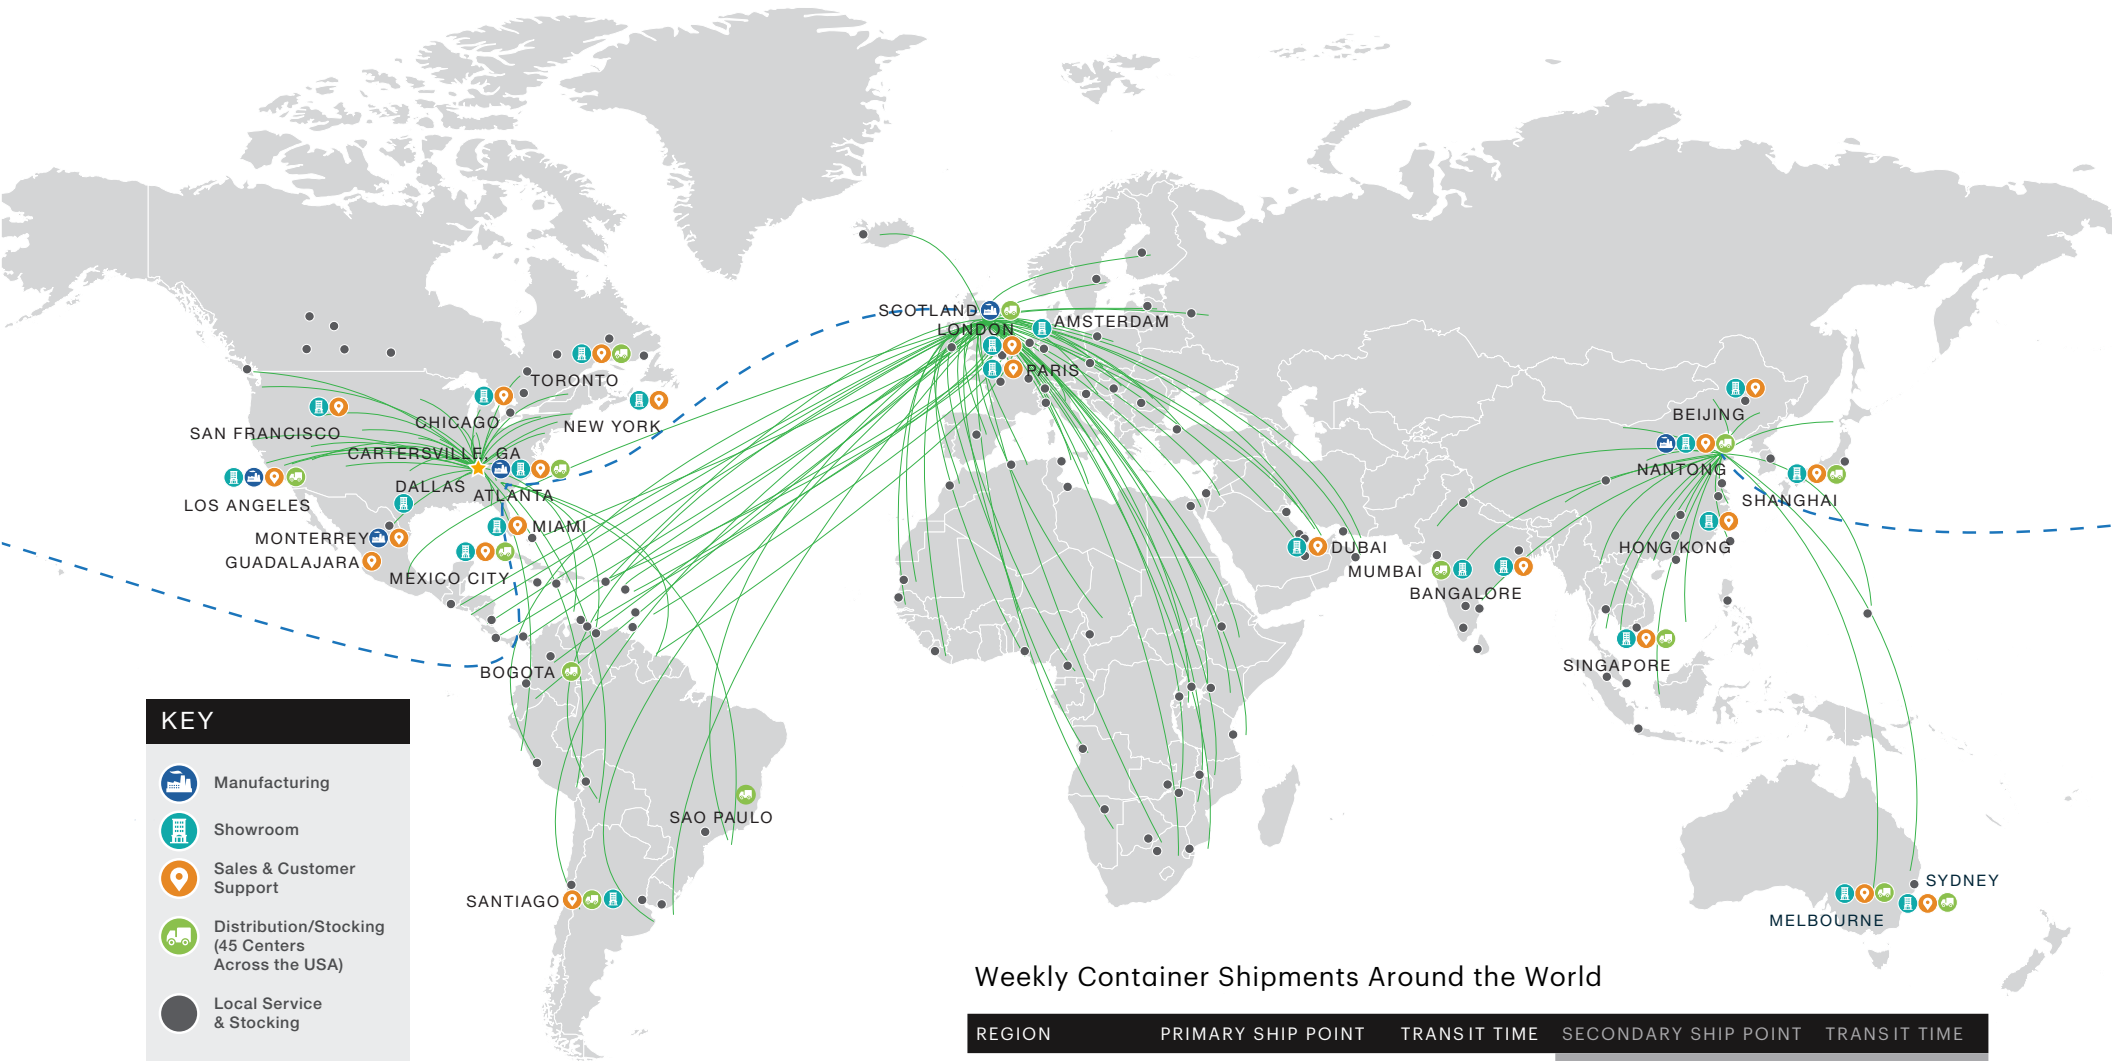 SCOTLAND
LONDON
AMSTERDAM
PARIS
TORONTO
CHICAGO
NEW YORK
SAN FRANCISCO
CARTERSVILLE, GA
DALLAS
ATLANTA
LOS ANGELES
MIAMI
MONTERREY
GUADALAJARA
MEXICO CITY
BEIJING
NANTONG
SHANGHAI
HONG KONG
DUBAI
MUMBAI
BANGALORE
SINGAPORE
BOGOTA
SAO PAULO
SANTIAGO
SYDNEY
MELBOURNE
KEY
Manufacturing
Showroom
Sales & Customer
Support
Distribution/Stocking
(45 Centers
Across the USA)
Local Service
& Stocking
Weekly Container Shipments Around the World
REGION PRIMARY SHIP POINT TRANSIT TIME SECONDARY SHIP POINT TRANSIT TIME